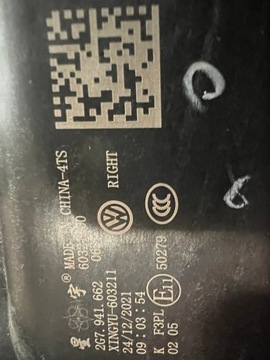 星宇® MADE CHINA-4TS
2G7.941.662
RIGHT
XINGYU-603211
24/12/2021
09:03:54
CCC
K F3PL E11 50279
02 05